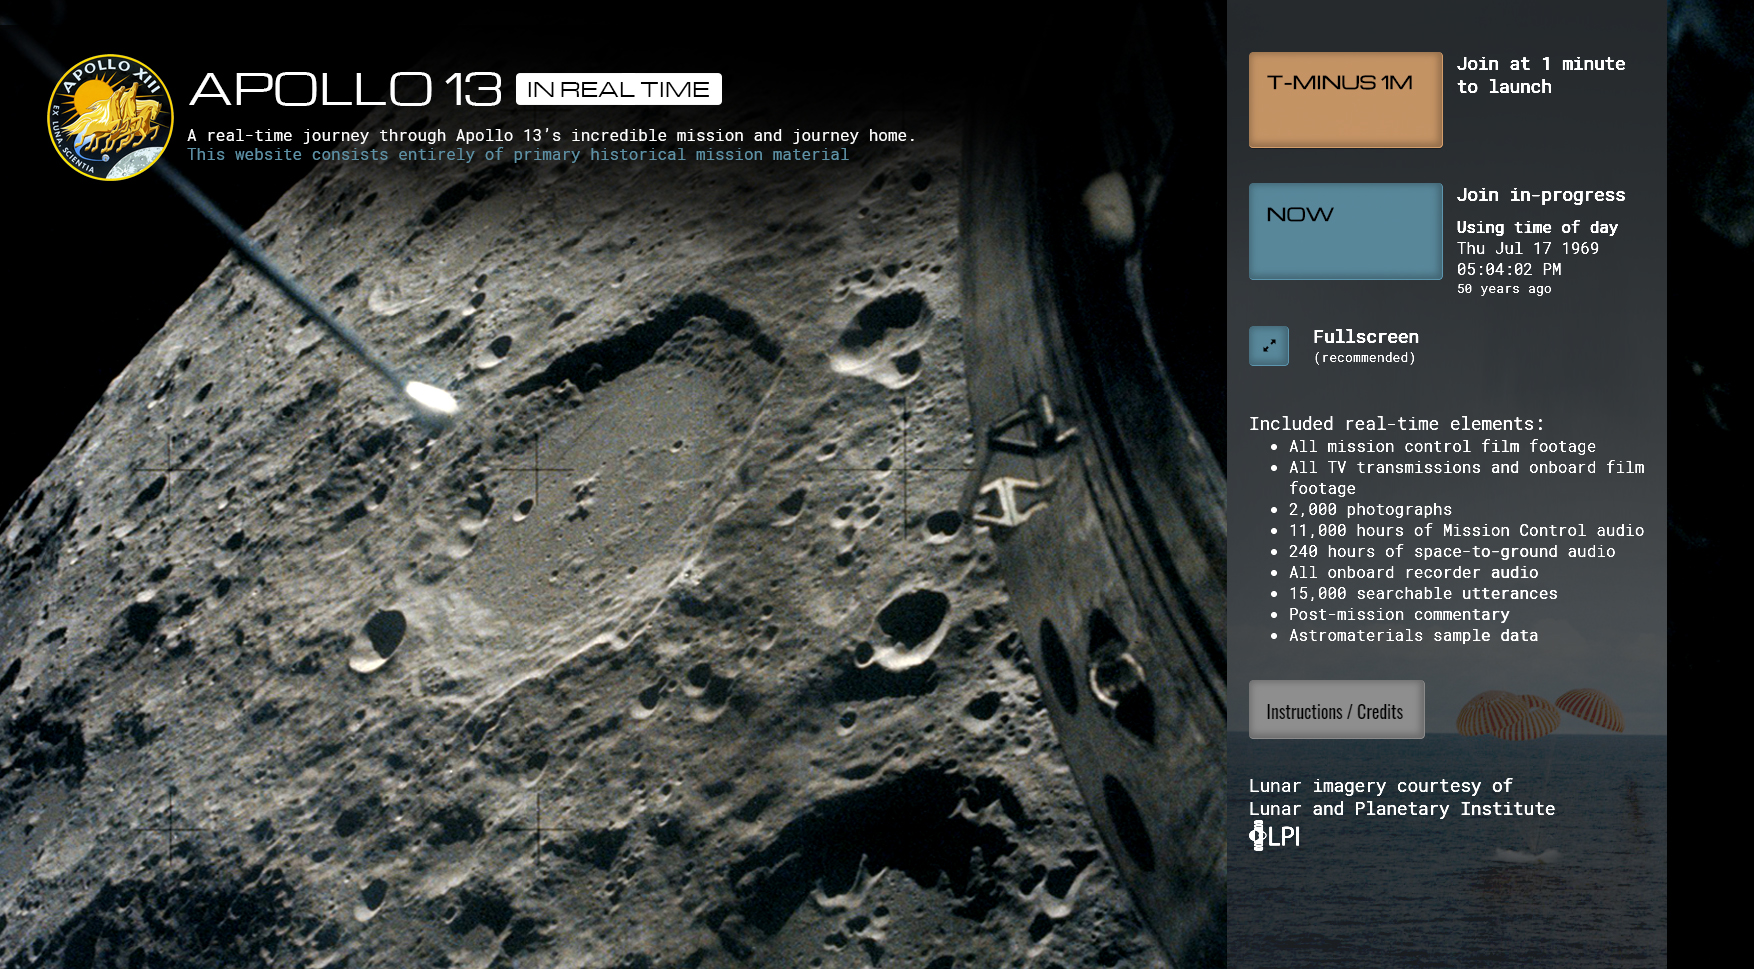 APOLLO XIII
EX LUNA, SCIENTIA
APOLLO 13 IN REAL TIME
A real-time journey through Apollo 13's incredible mission and journey home.
This website consists entirely of primary historical mission material
T-MINUS 1M
Join at 1 minute
to launch
NOW
Join in-progress
Using time of day
Thu Jul 17 1969
05:04:02 PM
50 years ago
Fullscreen
(recommended)
Included real-time elements:
• All mission control film footage
• All TV transmissions and onboard film
footage
• 2,000 photographs
• 11,000 hours of Mission Control audio
• 240 hours of space-to-ground audio
• All onboard recorder audio
• 15,000 searchable utterances
• Post-mission commentary
• Astromaterials sample data
Instructions / Credits
Lunar imagery courtesy of
Lunar and Planetary Institute
LPI